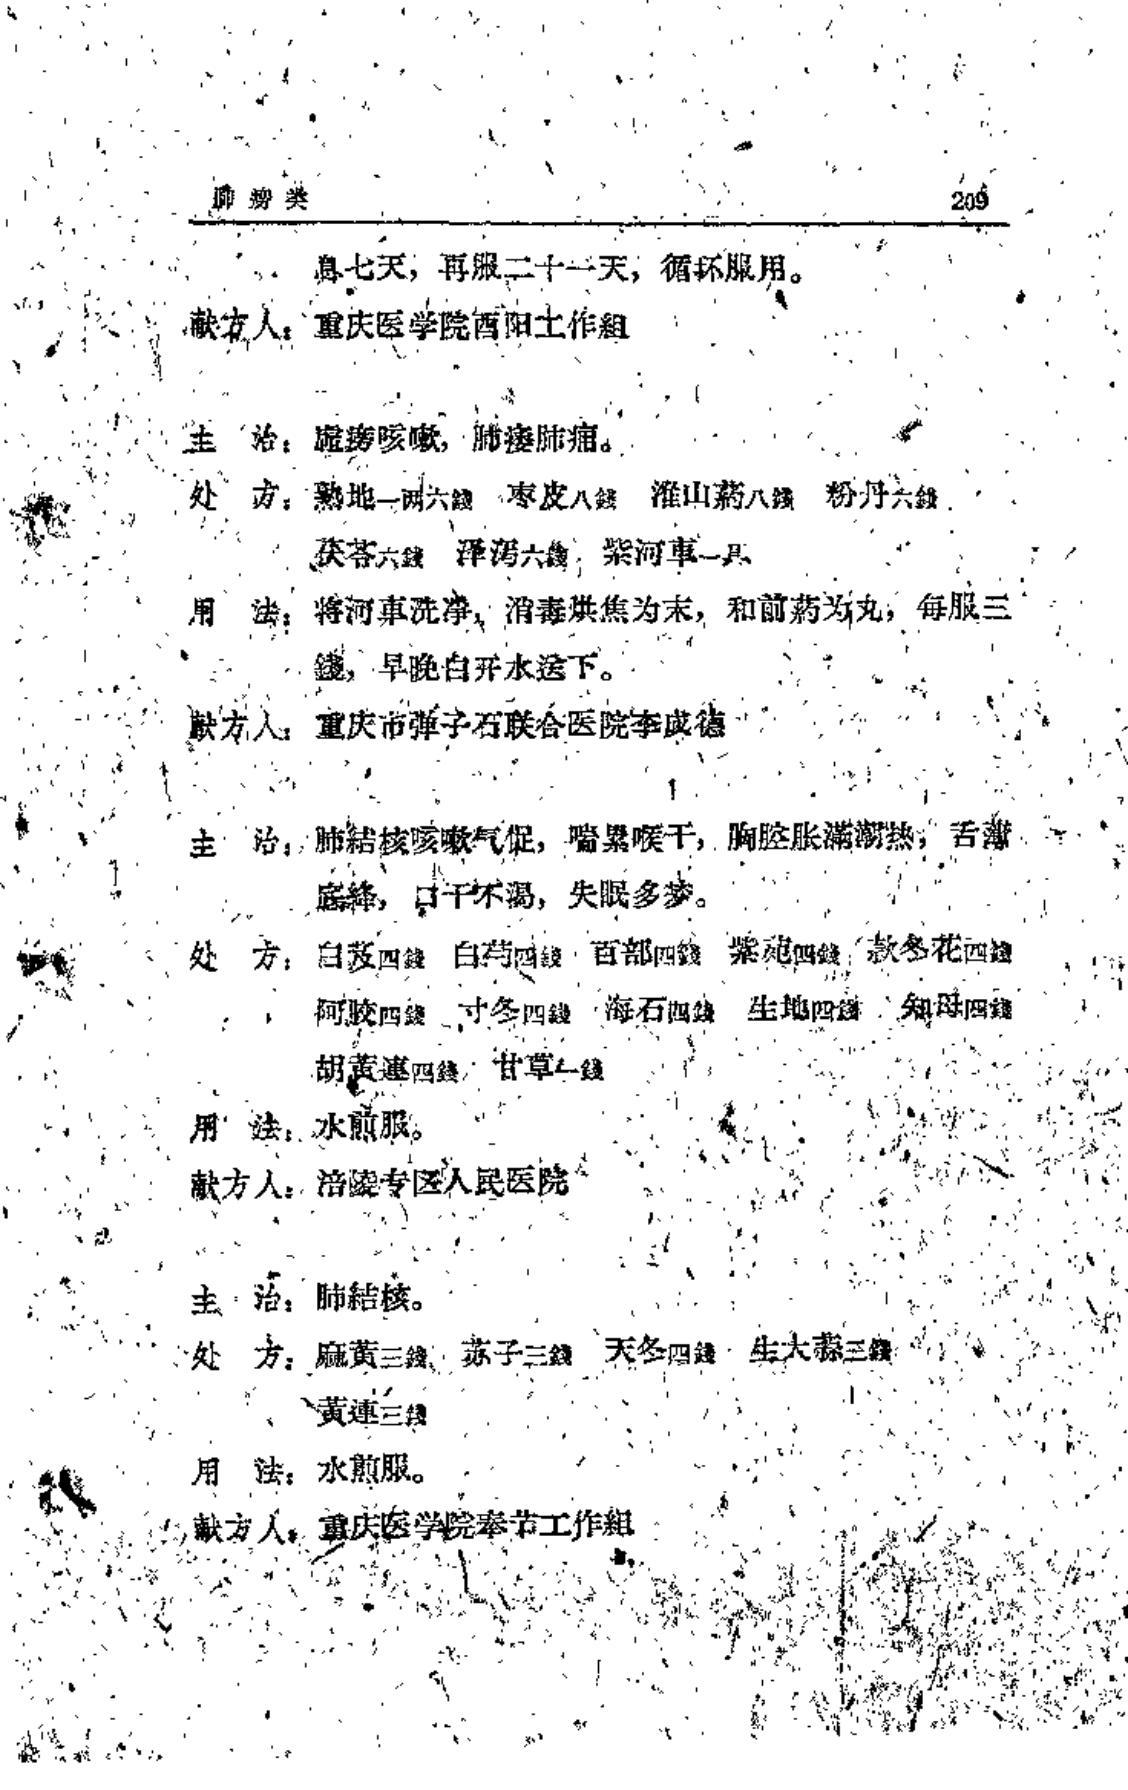 肺痨类 209
息七天，再服二十一天，循环服用。
献方人：重庆医学院酉阳工作組
主 治：虚痨咳嗽，肺痿肺痈。
处 方：熟地一两六錢 枣皮八錢 淮山葯八錢 粉丹六錢
茯苓六錢 泽泻六錢 紫河車一具
用 法：将河車洗净，消毒烘焦为末，和前葯为丸，每服三
錢，早晚白开水送下。
献方人：重庆市弹子石联合医院李成德
主 治：肺結核咳嗽气促，喘累喉干，胸腔胀滿潮热，舌薄
底絳，口干不渴，失眠多梦。
处 方：白芨四錢 白芍四錢 百部四錢 紫苑四錢 款冬花四錢
阿胶四錢 寸冬四錢 海石四錢 生地四錢 知母四錢
胡黄連四錢 甘草一錢
用 法：水煎服。
献方人：涪陵专区人民医院
主 治：肺結核。
处 方：麻黄三錢 苏子三錢 天冬四錢 生大蒜三錢
黄連三錢
用 法：水煎服。
献方人：重庆医学院奉节工作組